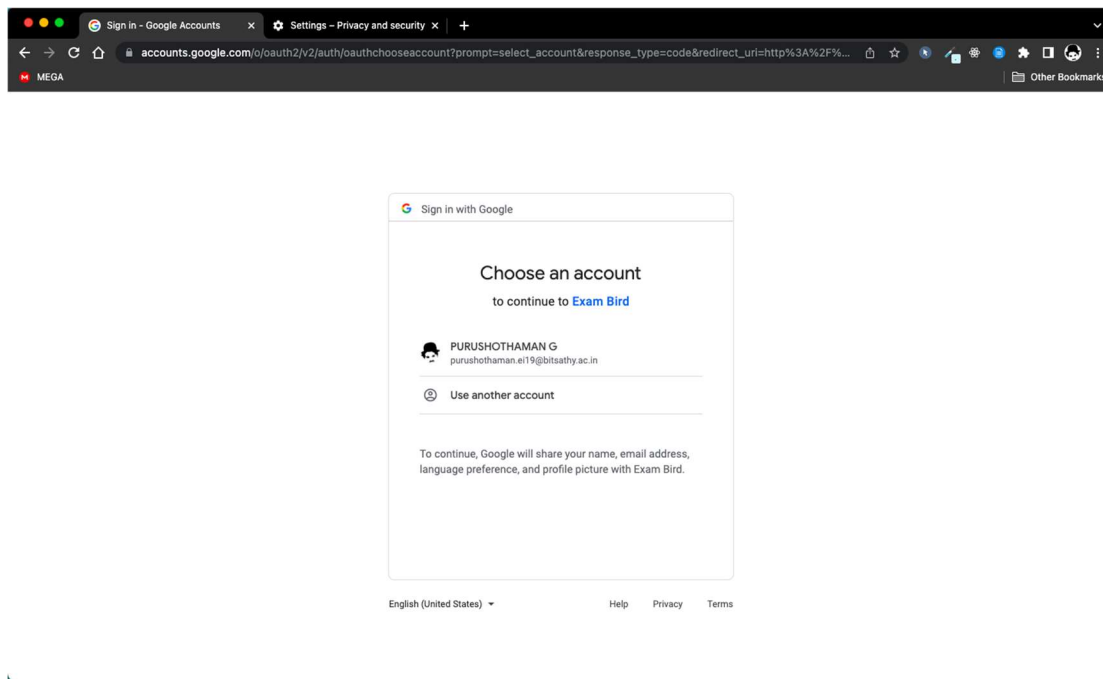 Sign in - Google Accounts
Settings – Privacy and security
accounts.google.com/o/oauth2/v2/auth/oauthchooseaccount?prompt=select_account&response_type=code&redirect_uri=http%3A%2F%...
MEGA
Other Bookmarks
Sign in with Google
Choose an account
to continue to Exam Bird
PURUSHOTHAMAN G
purushothaman.ei19@bitsathy.ac.in
Use another account
To continue, Google will share your name, email address,
language preference, and profile picture with Exam Bird.
English (United States)
Help Privacy Terms